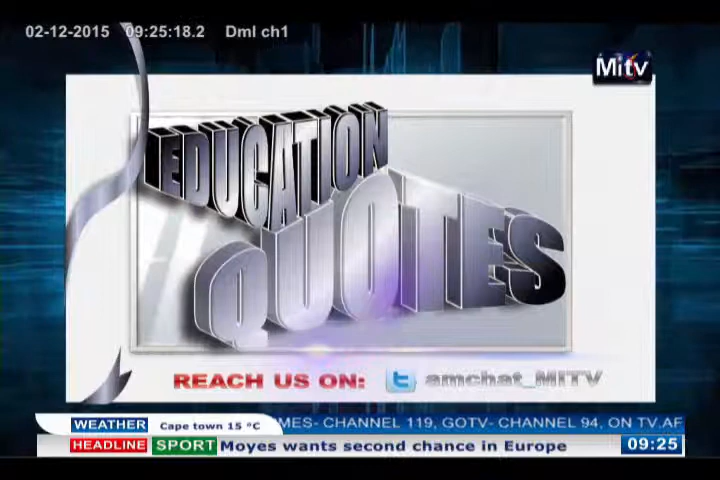 02-12-2015 09:25:18.2 Dml ch1
Mitv
EDUCATION
QUOTES
REACH US ON: amchat_MITV
WEATHER Cape town 15 °C MES- CHANNEL 119, GOTV- CHANNEL 94, ON TV.AF
HEADLINE SPORT Moyes wants second chance in Europe 09:25